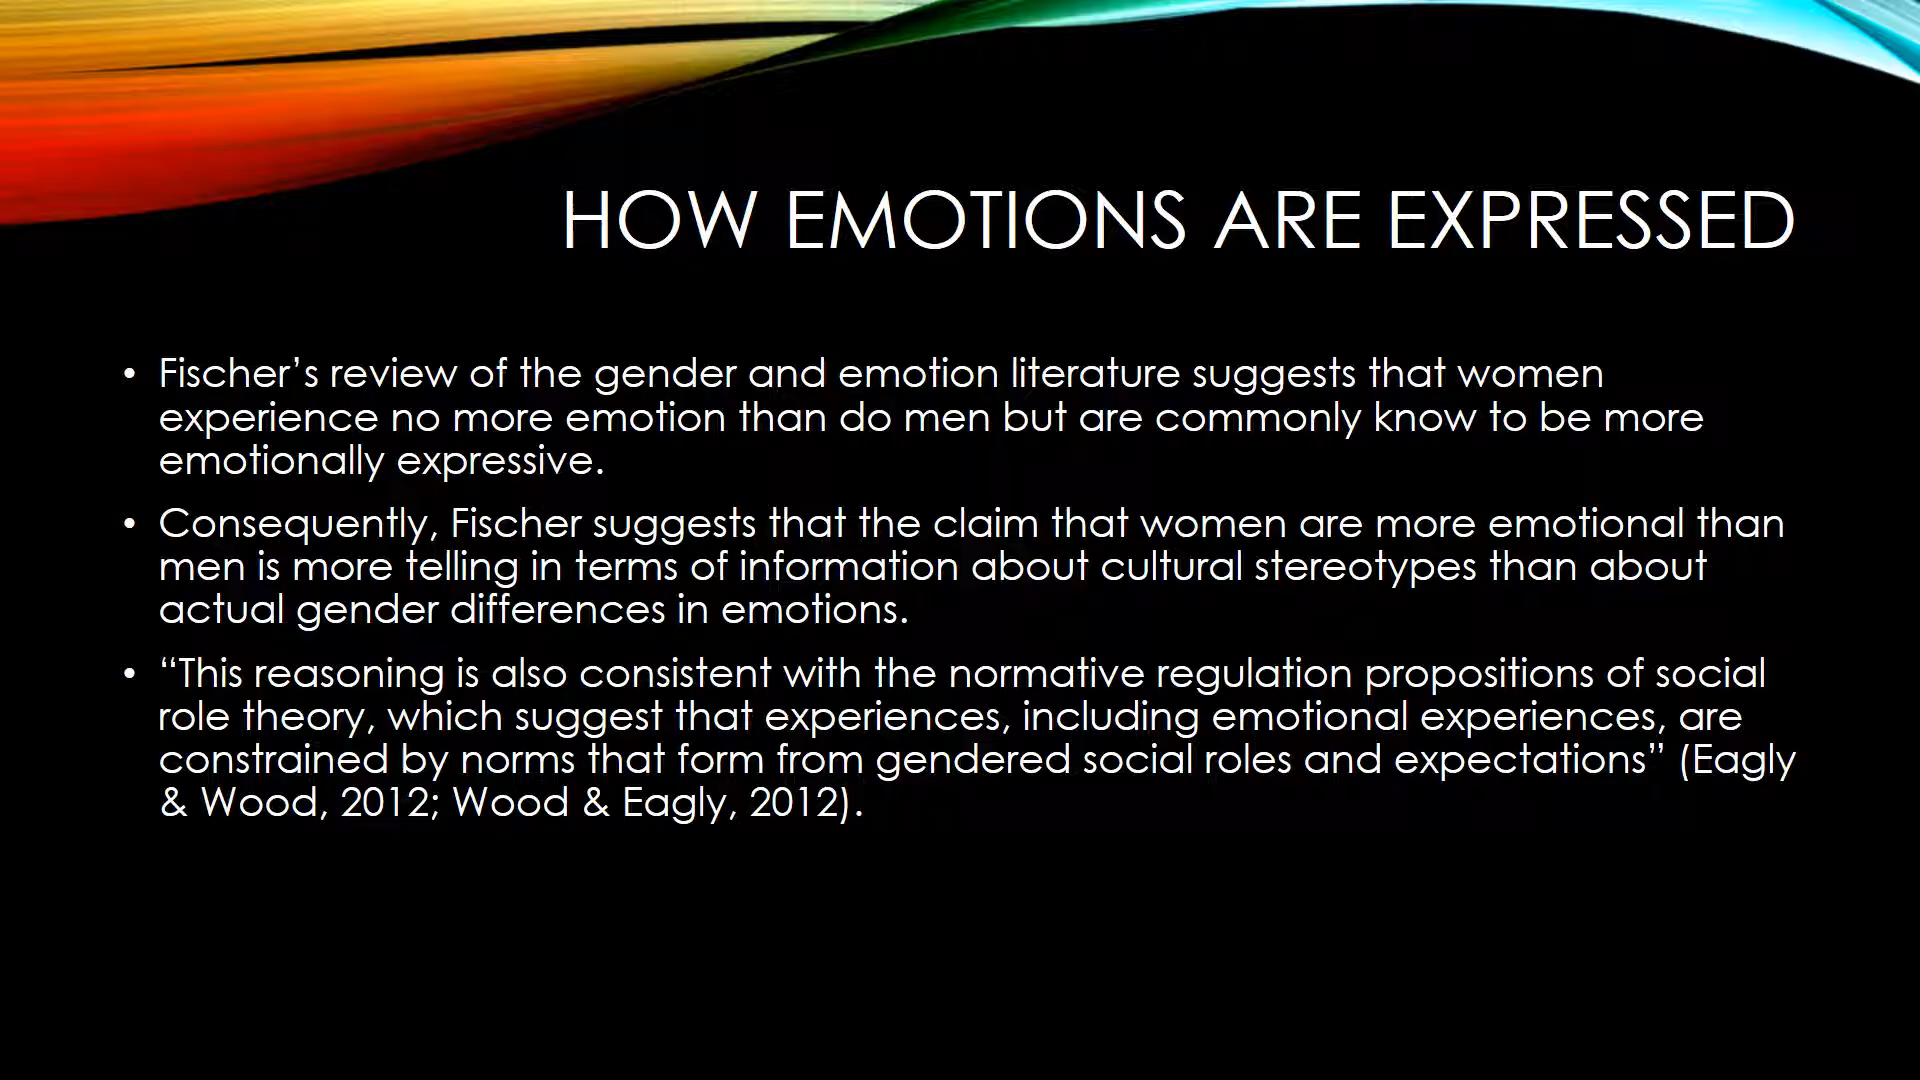 HOW EMOTIONS ARE EXPRESSED
• Fischer’s review of the gender and emotion literature suggests that women
experience no more emotion than do men but are commonly know to be more
emotionally expressive.
• Consequently, Fischer suggests that the claim that women are more emotional than
men is more telling in terms of information about cultural stereotypes than about
actual gender differences in emotions.
• “This reasoning is also consistent with the normative regulation propositions of social
role theory, which suggest that experiences, including emotional experiences, are
constrained by norms that form from gendered social roles and expectations” (Eagly
& Wood, 2012; Wood & Eagly, 2012).